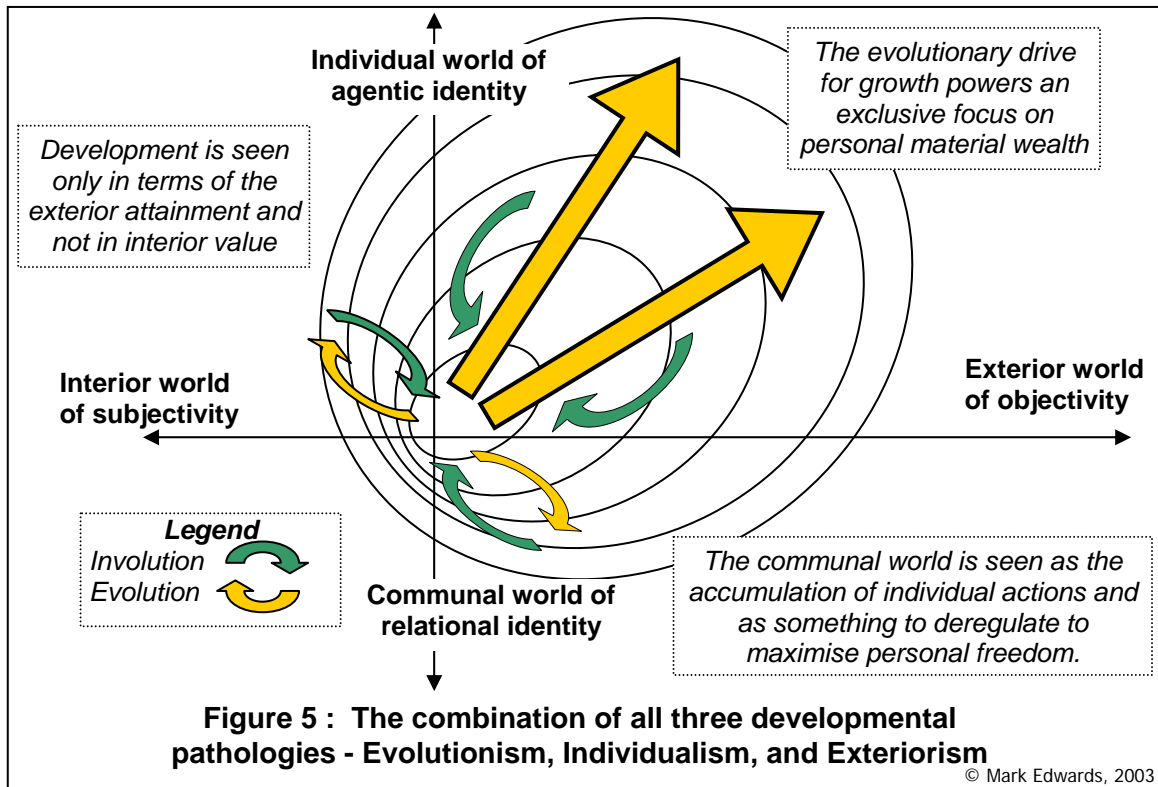 Individual world of
agentic identity
The evolutionary drive
for growth powers an
exclusive focus on
personal material wealth
Development is seen
only in terms of the
exterior attainment and
not in interior value
Interior world
of subjectivity
Exterior world
of objectivity
Legend
Involution
Evolution
Communal world of
relational identity
The communal world is seen as the
accumulation of individual actions and
as something to deregulate to
maximise personal freedom.
Figure 5 : The combination of all three developmental
pathologies - Evolutionism, Individualism, and Exteriorism
© Mark Edwards, 2003